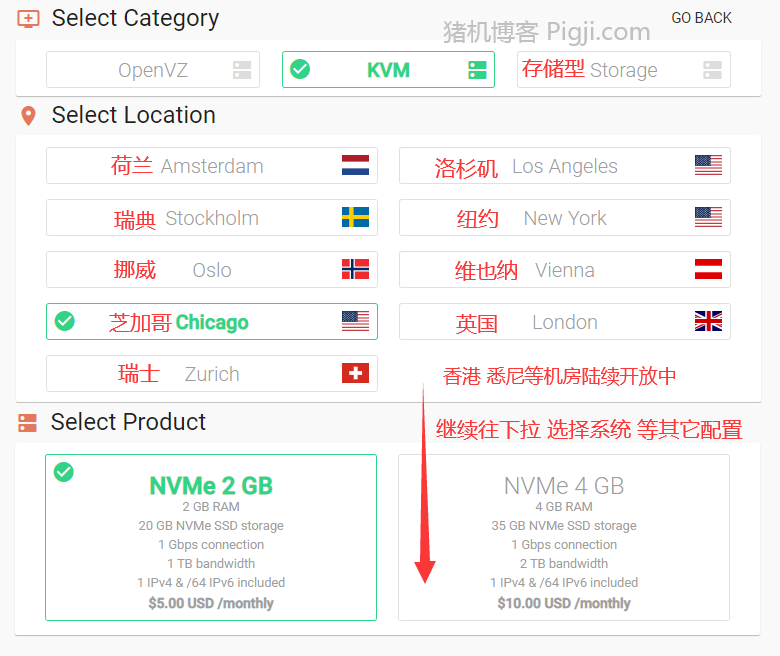 Select Category
猪机博客 Pigji.com
GO BACK
OpenVZ
KVM
存储型 Storage
Select Location
荷兰 Amsterdam
洛杉矶 Los Angeles
瑞典 Stockholm
纽约 New York
挪威 Oslo
维也纳 Vienna
芝加哥 Chicago
英国 London
瑞士 Zurich
香港 悉尼等机房陆续开放中
Select Product
继续往下拉 选择系统 等其它配置
NVMe 2 GB
2 GB RAM
20 GB NVMe SSD storage
1 Gbps connection
1 TB bandwidth
1 IPv4 & /64 IPv6 included
$5.00 USD /monthly
NVMe 4 GB
4 GB RAM
35 GB NVMe SSD storage
1 Gbps connection
2 TB bandwidth
1 IPv4 & /64 IPv6 included
$10.00 USD /monthly